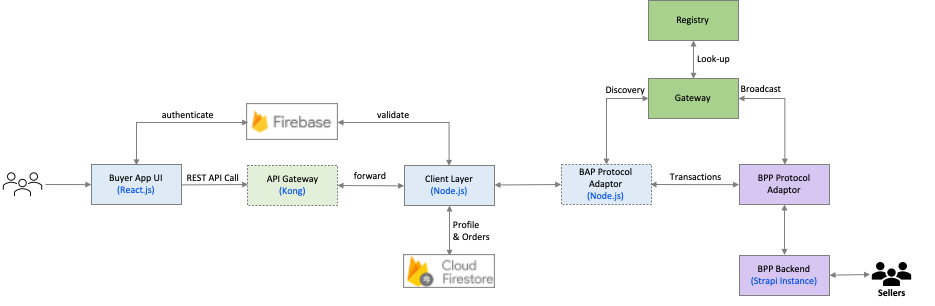 Registry
Look-up
Discovery
Gateway
Broadcast
authenticate
Firebase
validate
Buyer App UI
(React.js)
REST API Call
API Gateway
(Kong)
forward
Client Layer
(Node.js)
BAP Protocol
Adaptor
(Node.js)
Transactions
BPP Protocol
Adaptor
Profile
& Orders
Cloud
Firestore
BPP Backend
(Strapi Instance)
Sellers